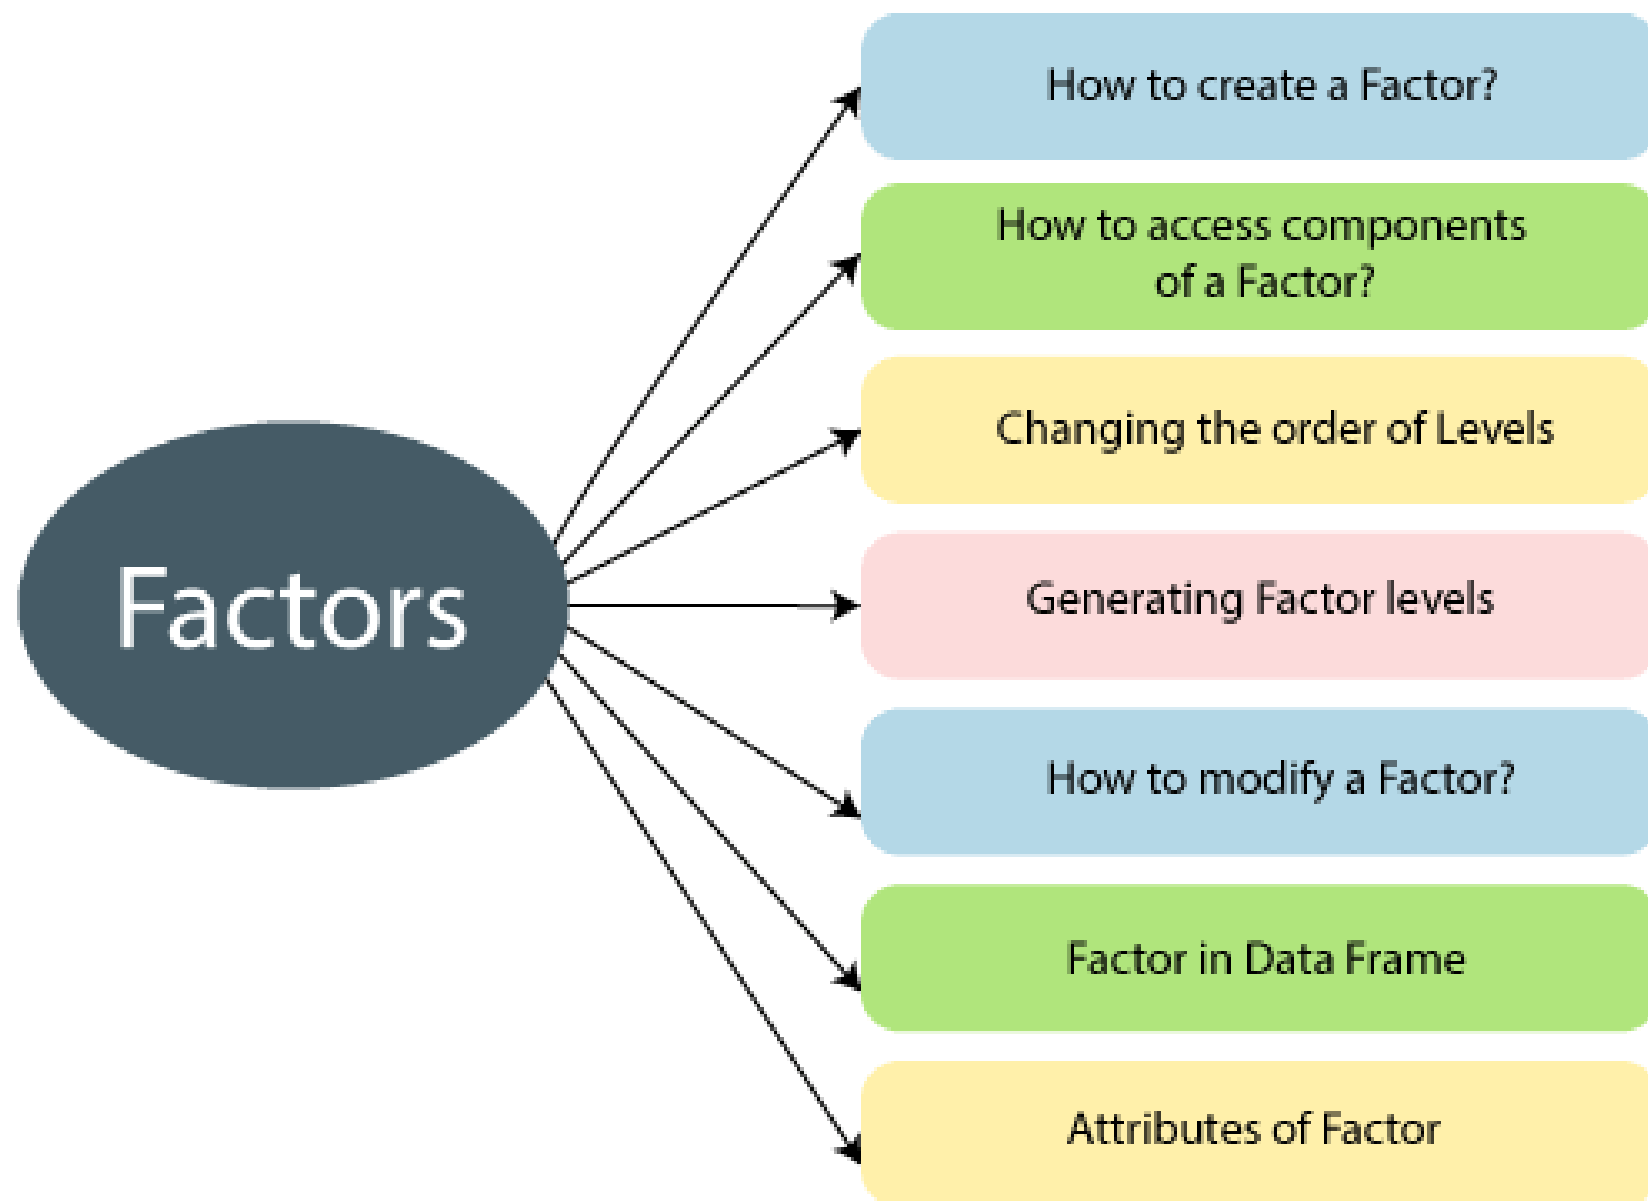 Factors
How to create a Factor?
How to access components
of a Factor?
Changing the order of Levels
Generating Factor levels
How to modify a Factor?
Factor in Data Frame
Attributes of Factor